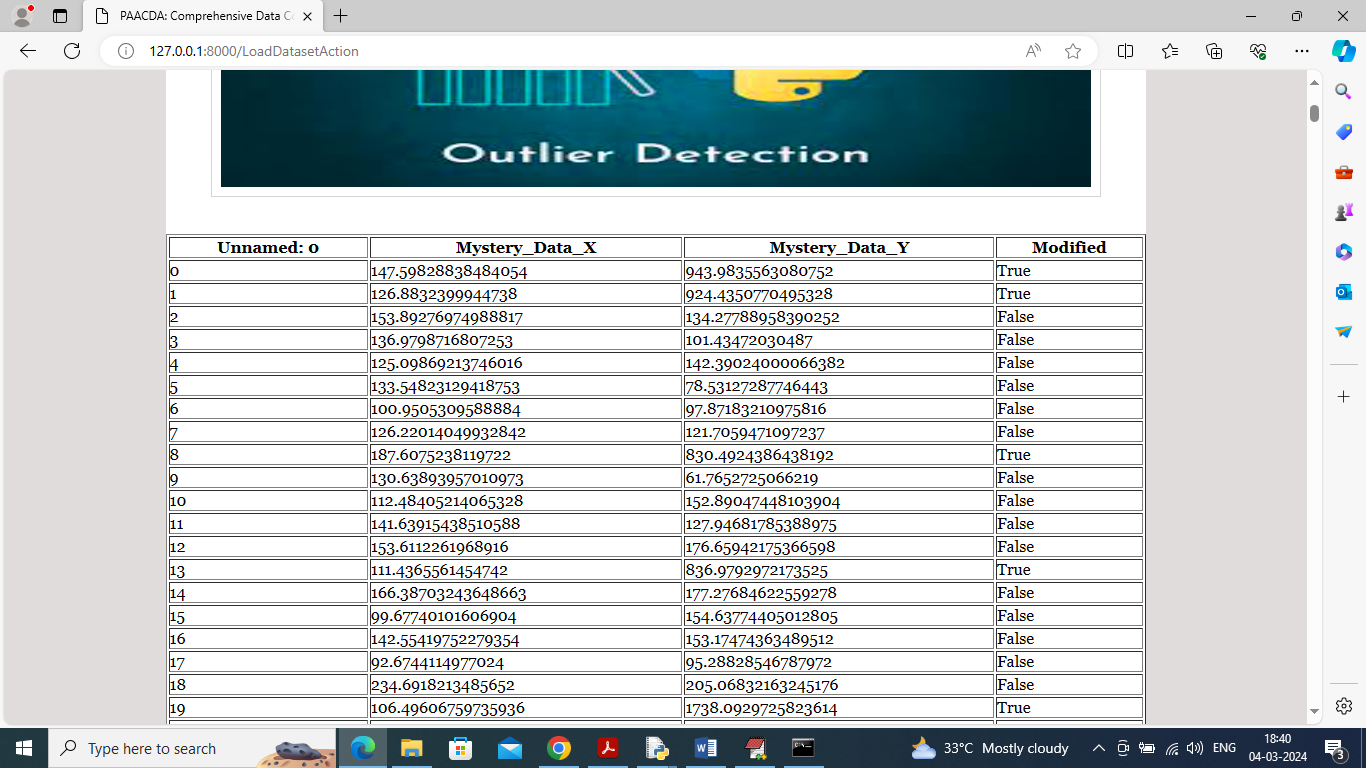 PAACDA: Comprehensive Data C
127.0.0.1:8000/LoadDatasetAction
Outlier Detection
Unnamed: 0 Mystery_Data_X Mystery_Data_Y Modified
0 147.59828838484054 943.9835563080752 True
1 126.8832399944738 924.4350770495328 True
2 153.89276974988817 134.27788958390252 False
3 136.9798716807253 101.43472030487 False
4 125.09869213746016 142.39024000066382 False
5 133.54823129418753 78.53127287746443 False
6 100.9505309588884 97.87183210975816 False
7 126.22014049932842 121.7059471097237 False
8 187.6075238119722 830.4924386438192 True
9 130.63893957010973 61.7652725066219 False
10 112.48405214065328 152.89047448103904 False
11 141.63915438510588 127.94681785388975 False
12 153.6112261968916 176.65942175366598 False
13 111.4365561454742 836.9792972173525 True
14 166.38703243648663 177.27684622559278 False
15 99.67740101606904 154.63774405012805 False
16 142.55419752279354 153.17474363489512 False
17 92.6744114977024 95.28828546787972 False
18 234.6918213485652 205.06832163245176 False
19 106.49606759735936 1738.0929725823614 True
Type here to search
33°C Mostly cloudy
ENG
18:40
04-03-2024
3